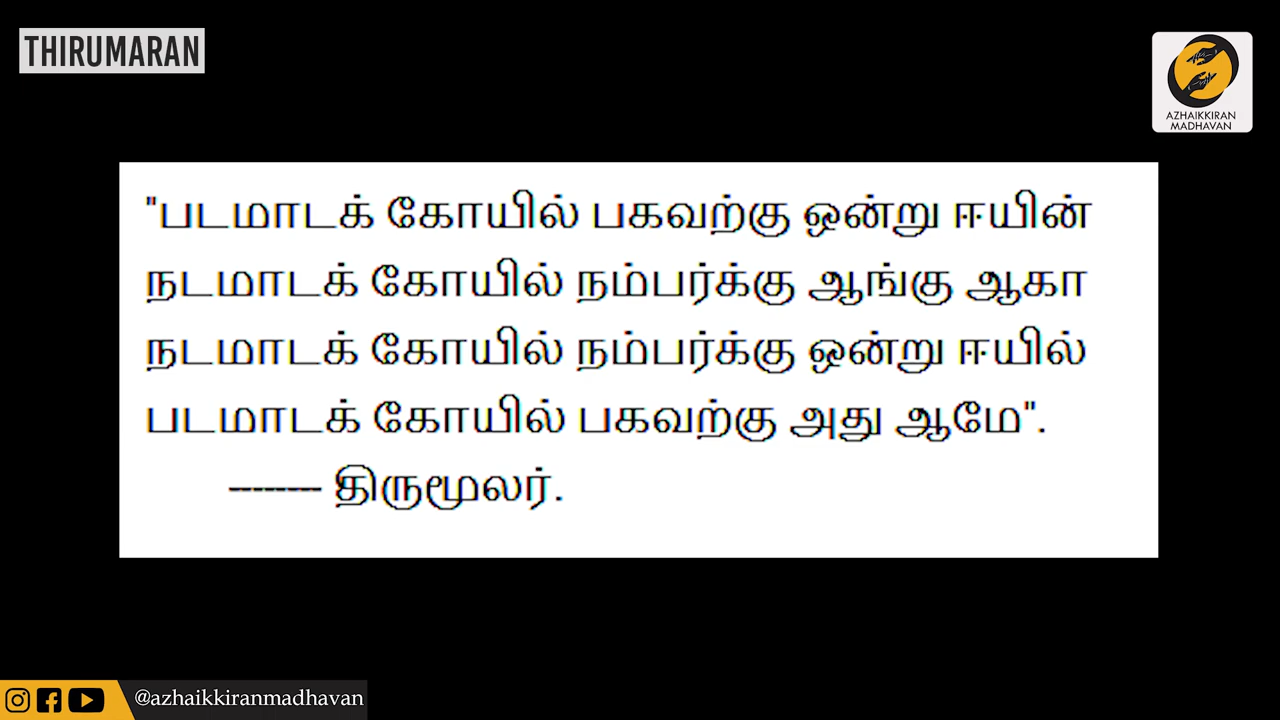 THIRUMARAN
AZHAIKKIRAN
MADHAVAN
"படமாடக் கோயில் பகவற்கு ஒன்று ஈயின்
நடமாடக் கோயில் நம்பர்க்கு ஆங்கு ஆகா
நடமாடக் கோயில் நம்பர்க்கு ஒன்று ஈயில்
படமாடக் கோயில் பகவற்கு அது ஆமே".
-------- திருமூலர்.
@azhaikkiranmadhavan